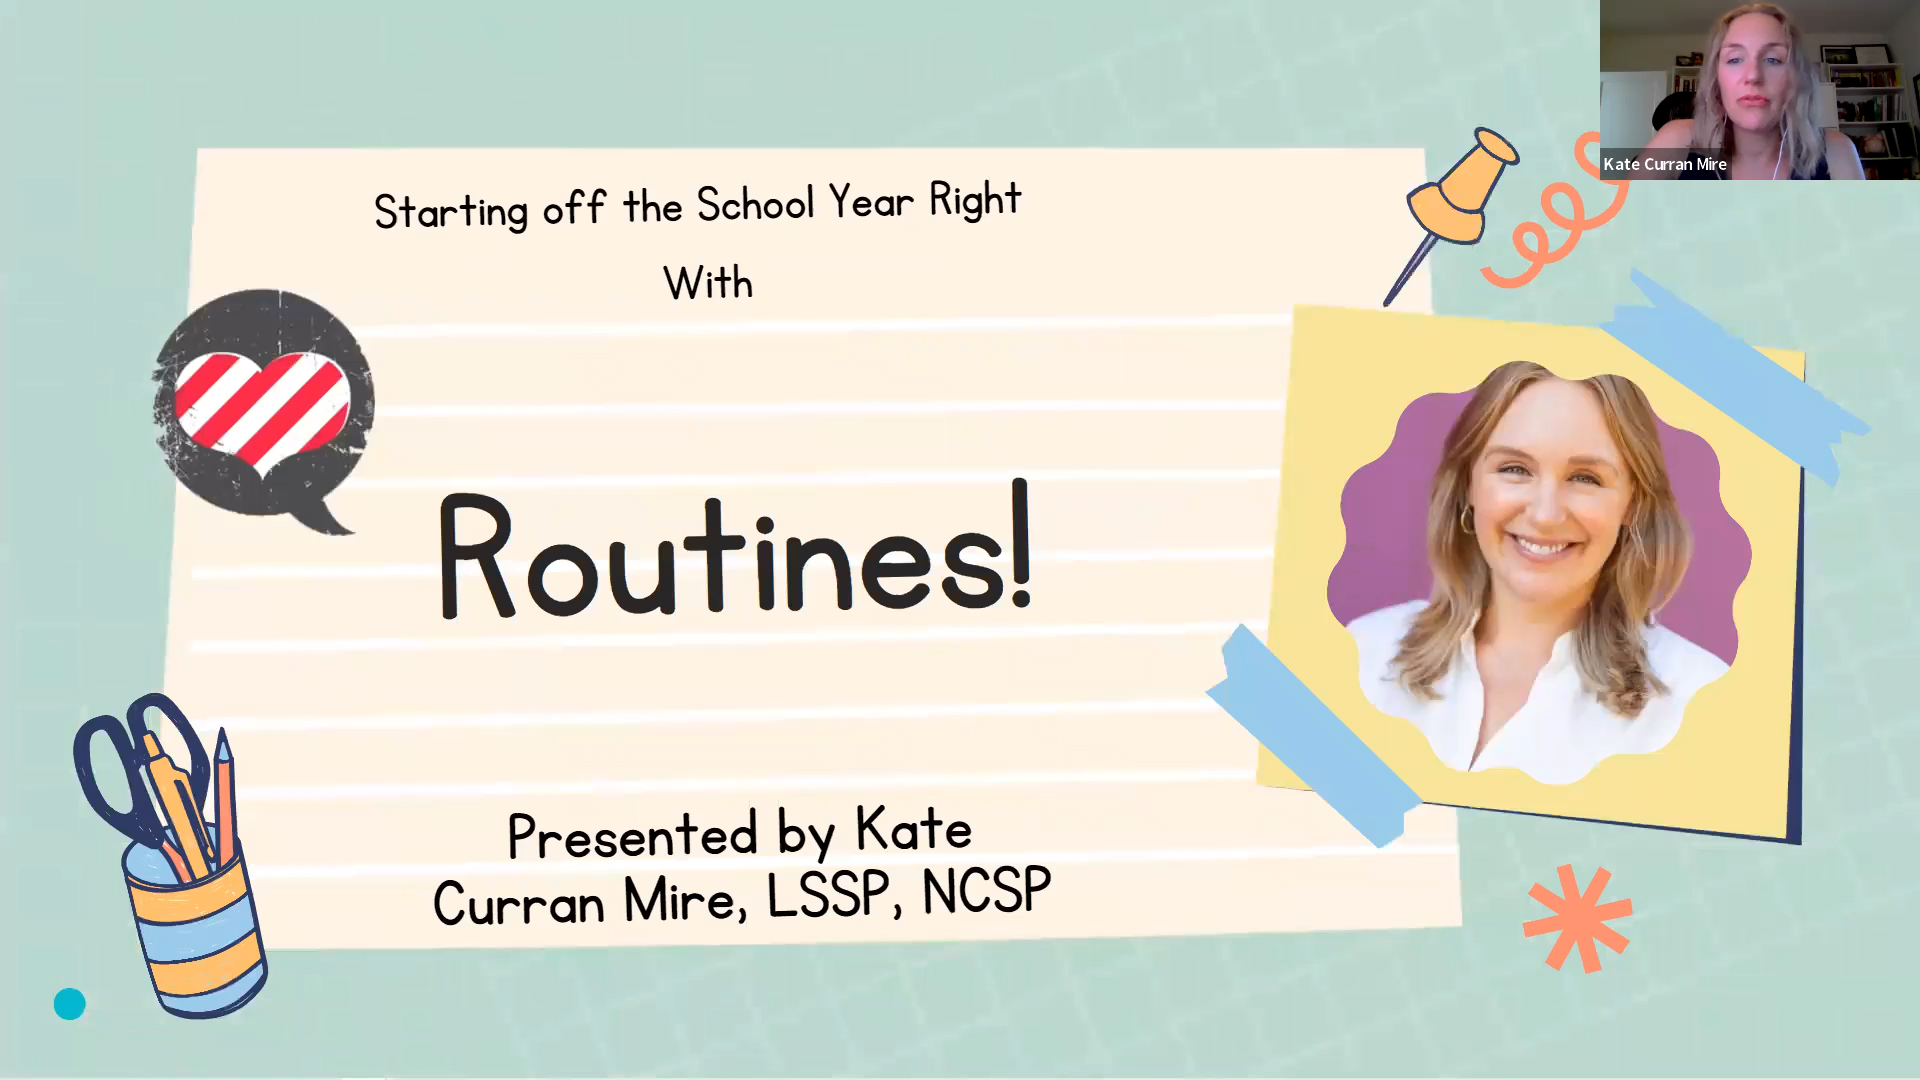 Starting off the School Year Right
With
Routines!
Presented by Kate
Curran Mire, LSSP, NCSP
Kate Curran Mire